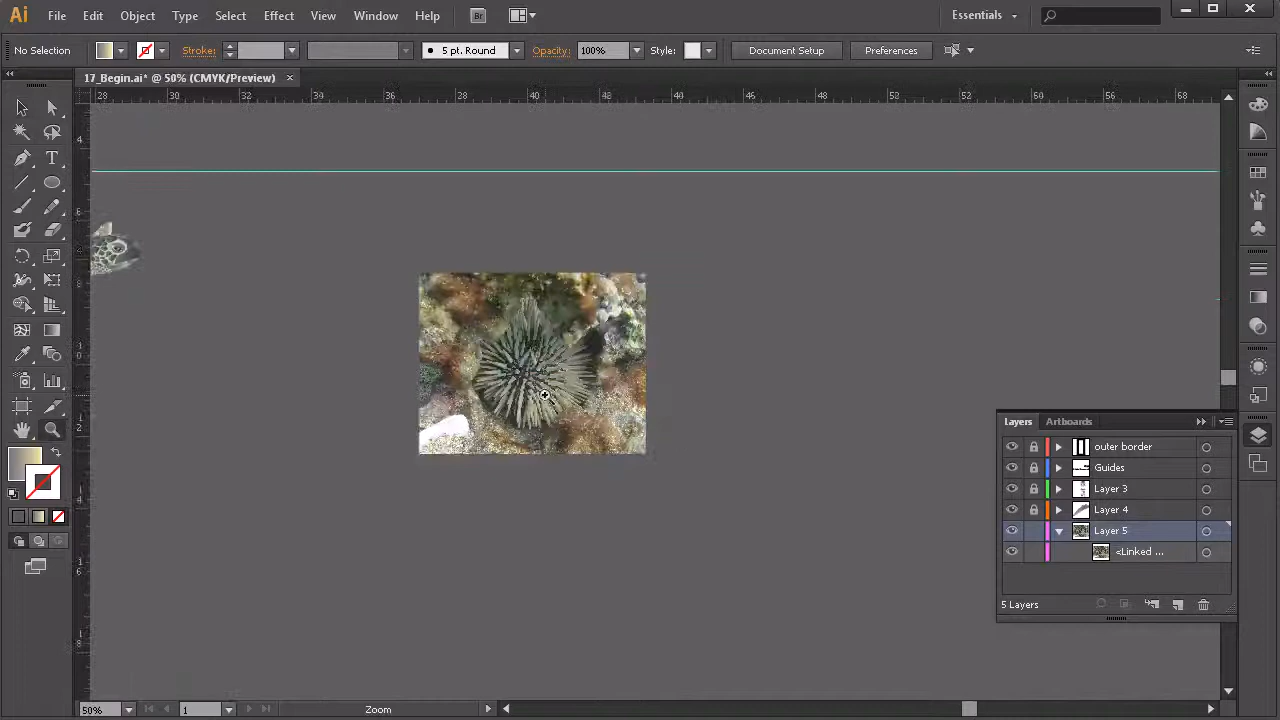 Ai File Edit Object Type Select Effect View Window Help Br Essentials
No Selection Stroke: 5 pt. Round Opacity: 100% Style: Document Setup Preferences
17_Begin.ai* @ 50% (CMYK/Preview)
28 30 32 34 36 38 40 42 44 46 48 50 52 54 56 58
Layers Artboards
outer border
Guides
Layer 3
Layer 4
Layer 5
<Linked ...
5 Layers
50% 1 Zoom